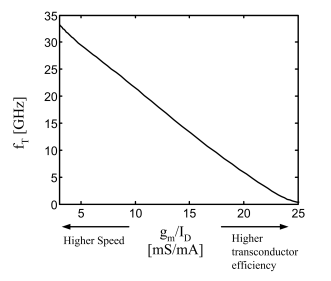 35
30
25
20
15
10
5
0
f_T [GHz]
5 10 15 20 25
g_m/I_D
[mS/mA]
Higher Speed
Higher
transconductor
efficiency